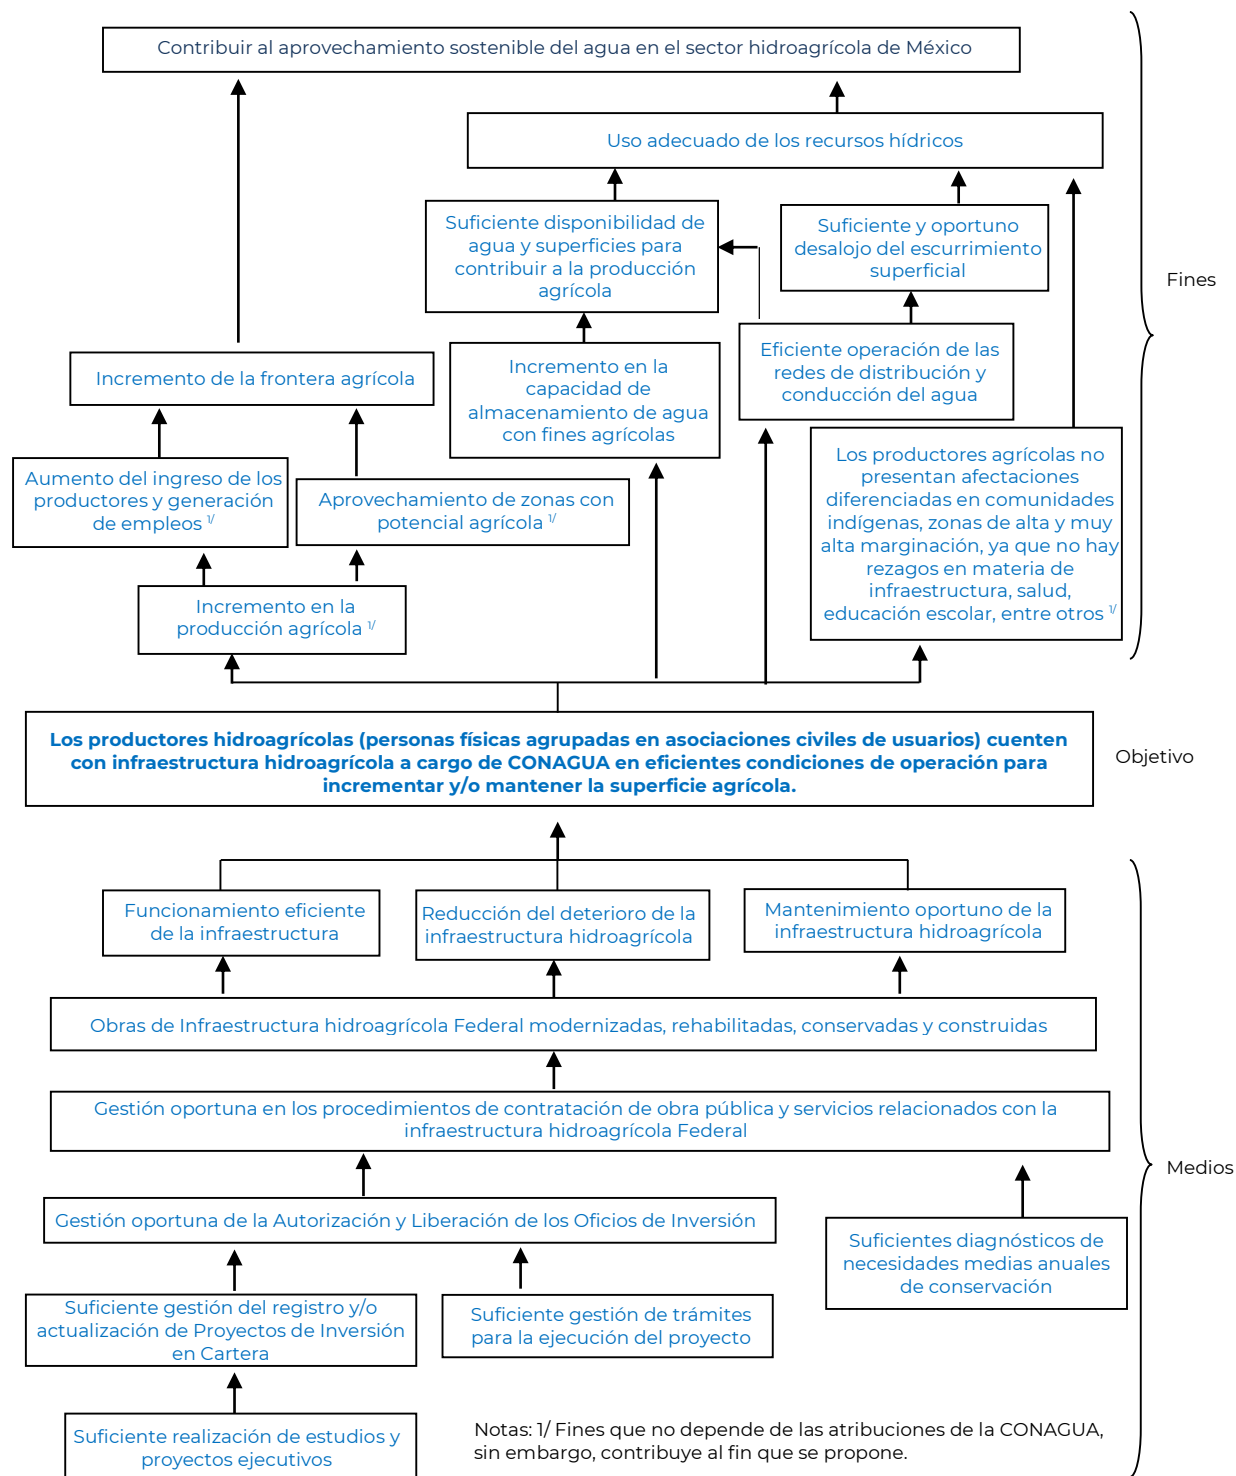 Contribuir al aprovechamiento sostenible del agua en el sector hidroagrícola de México
Uso adecuado de los recursos hídricos
Suficiente disponibilidad de
agua y superficies para
contribuir a la producción
agrícola
Suficiente y oportuno
desalojo del escurrimiento
superficial
Fines
Eficiente operación de las
redes de distribución y
conducción del agua
Incremento de la frontera agrícola
Incremento en la
capacidad de
almacenamiento de agua
con fines agrícolas
Los productores agrícolas no
presentan afectaciones
diferenciadas en comunidades
indígenas, zonas de alta y muy
alta marginación, ya que no hay
rezagos en materia de
infraestructura, salud,
educación escolar, entre otros 1/
Aumento del ingreso de los
productores y generación
de empleos 1/
Aprovechamiento de zonas con
potencial agrícola 1/
Incremento en la
producción agrícola 1/
Los productores hidroagrícolas (personas físicas agrupadas en asociaciones civiles de usuarios) cuenten
con infraestructura hidroagrícola a cargo de CONAGUA en eficientes condiciones de operación para
incrementar y/o mantener la superficie agrícola.
Objetivo
Funcionamiento eficiente
de la infraestructura
Reducción del deterioro de la
infraestructura hidroagrícola
Mantenimiento oportuno de la
infraestructura hidroagrícola
Obras de Infraestructura hidroagrícola Federal modernizadas, rehabilitadas, conservadas y construidas
Gestión oportuna en los procedimientos de contratación de obra pública y servicios relacionados con la
infraestructura hidroagrícola Federal
Medios
Gestión oportuna de la Autorización y Liberación de los Oficios de Inversión
Suficientes diagnósticos de
necesidades medias anuales
de conservación
Suficiente gestión del registro y/o
actualización de Proyectos de Inversión
en Cartera
Suficiente gestión de trámites
para la ejecución del proyecto
Suficiente realización de estudios y
proyectos ejecutivos
Notas: 1/ Fines que no depende de las atribuciones de la CONAGUA,
sin embargo, contribuye al fin que se propone.